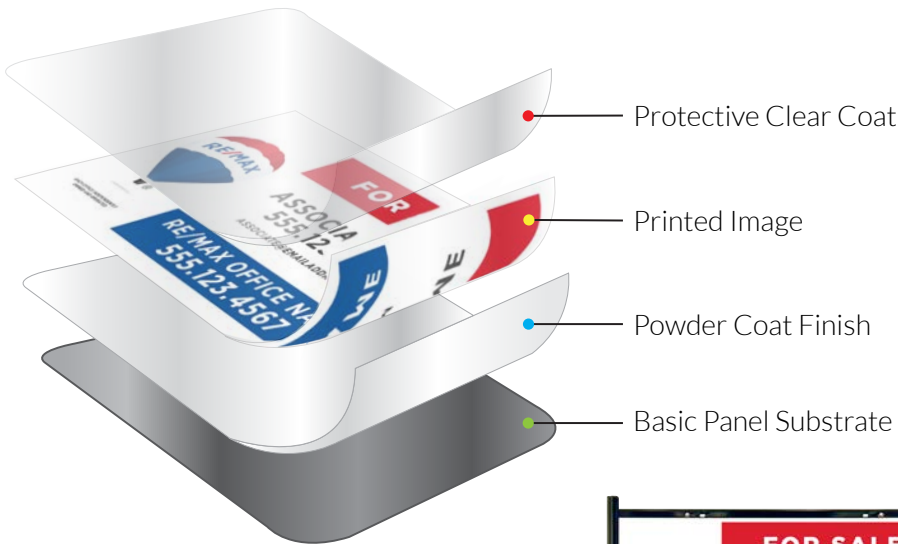 Protective Clear Coat
RE/MAX
FOR
Printed Image
ASSOCIA
555.12
RE/MAX OFFICE NA
555.123.4567
Powder Coat Finish
Basic Panel Substrate
FOR SALE